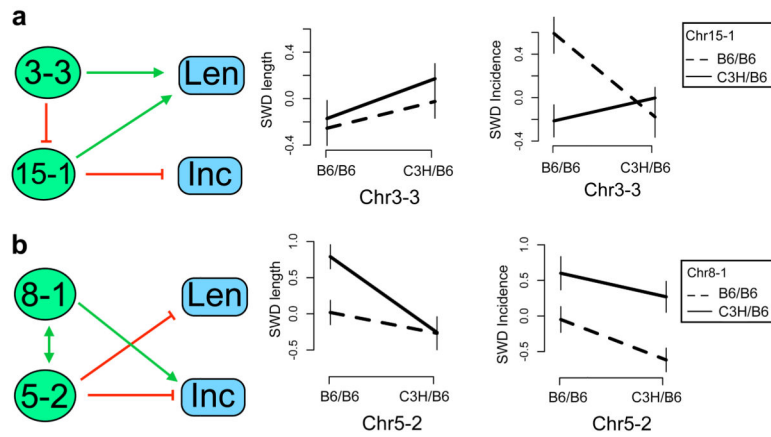 a
3-3
15-1
Len
Inc
SWD length
0.4
0.0
-0.4
B6/B6
C3H/B6
Chr3-3
SWD Incidence
0.4
0.0
-0.4
B6/B6
C3H/B6
Chr3-3
Chr15-1
B6/B6
C3H/B6
b
8-1
5-2
Len
Inc
SWD length
1.0
0.5
0.0
-0.5
B6/B6
C3H/B6
Chr5-2
SWD Incidence
1.0
0.5
0.0
-0.5
B6/B6
C3H/B6
Chr5-2
Chr8-1
B6/B6
C3H/B6